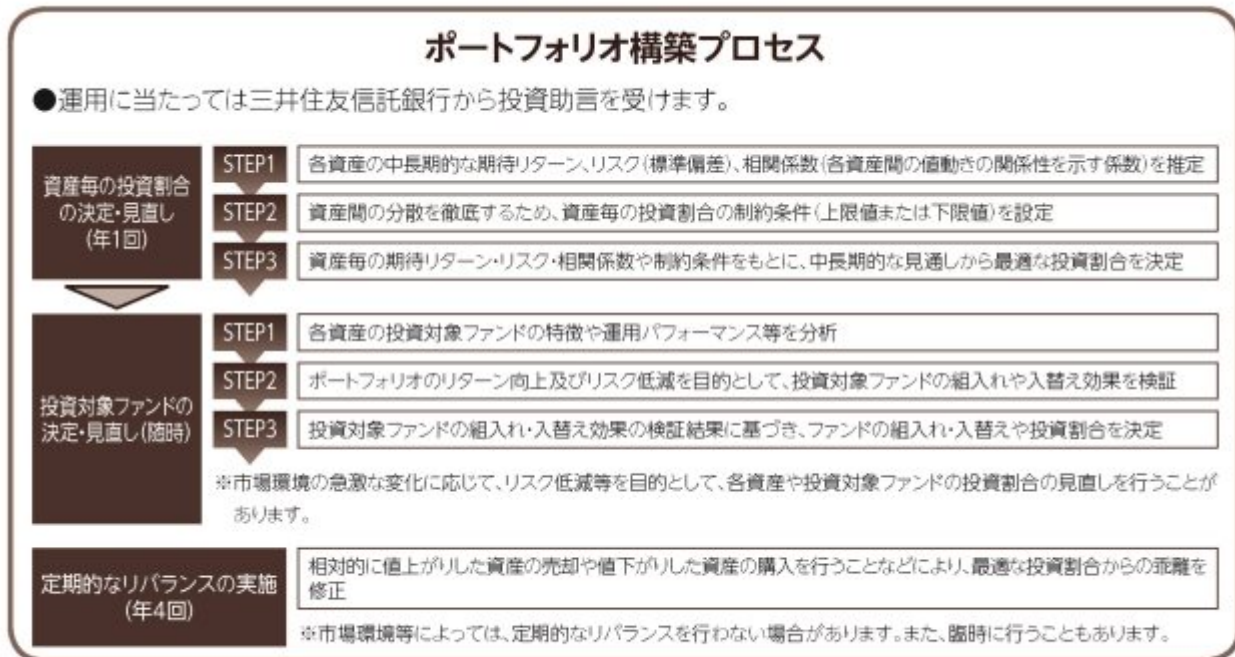 ポートフォリオ構築プロセス
●運用に当たっては三井住友信託銀行から投資助言を受けます。
資産毎の投資割合
の決定・見直し
(年1回)
STEP1
各資産の中長期的な期待リターン、リスク(標準偏差)、相関係数(各資産間の値動きの関係性を示す係数)を推定
STEP2
資産間の分散を徹底するため、資産毎の投資割合の制約条件(上限値または下限値)を設定
STEP3
資産毎の期待リターン・リスク・相関係数や制約条件をもとに、中長期的な見通しから最適な投資割合を決定
投資対象ファンドの
決定・見直し(随時)
STEP1
各資産の投資対象ファンドの特徴や運用パフォーマンス等を分析
STEP2
ポートフォリオのリターン向上及びリスク低減を目的として、投資対象ファンドの組入れや入替え効果を検証
STEP3
投資対象ファンドの組入れ・入替え効果の検証結果に基づき、ファンドの組入れ・入替えや投資割合を決定
※市場環境の急激な変化に応じて、リスク低減等を目的として、各資産や投資対象ファンドの投資割合の見直しを行うことが
あります。
定期的なリバランスの実施
(年4回)
相対的に値上がりした資産の売却や値下がりした資産の購入を行うことなどにより、最適な投資割合からの乖離を
修正
※市場環境等によっては、定期的なリバランスを行わない場合があります。また、臨時に行うこともあります。